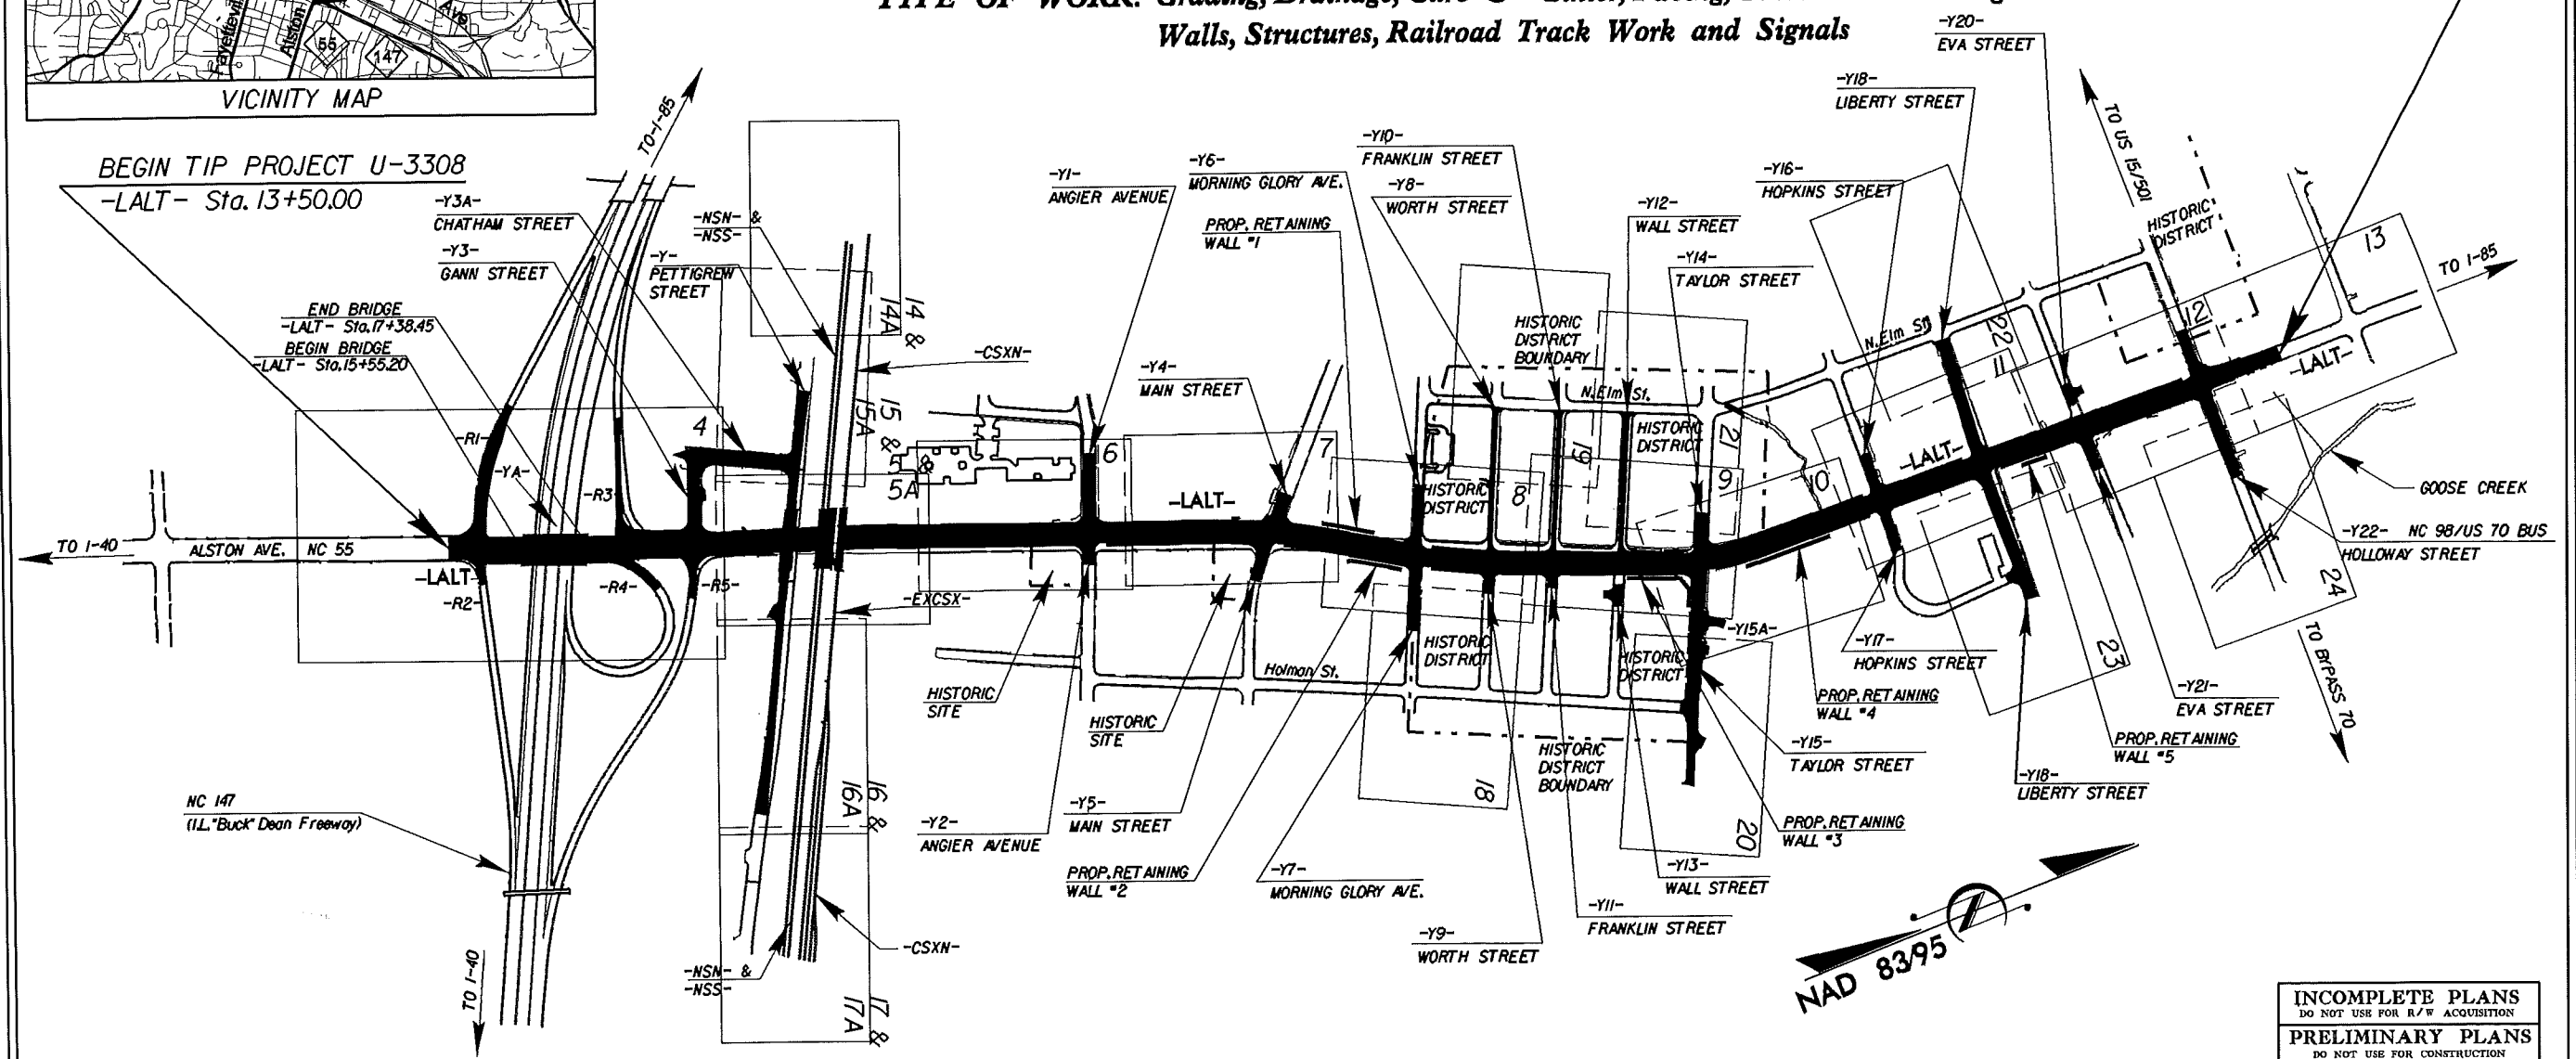 Fayettevil
Alston
Ave
55
147
VICINITY MAP
Walls, Structures, Railroad Track Work and Signals
BEGIN TIP PROJECT U-3308
-LALT- Sta. 13+50.00
TO-I-85
-Y3A-
CHATHAM STREET
-Y3-
GANN STREET
END BRIDGE
-LALT- Sta.17+38.45
BEGIN BRIDGE
-LALT- Sta.15+55.20
-NSN- &
-NSS-
-Y-
PETTIGREW
STREET
14 &
14A
-CSXN-
15 &
15A
-Y1-
ANGIER AVENUE
-Y6-
MORNING GLORY AVE.
PROP. RETAINING
WALL #1
-Y4-
MAIN STREET
-Y10-
FRANKLIN STREET
-Y8-
WORTH STREET
-Y12-
WALL STREET
-Y14-
TAYLOR STREET
-Y16-
HOPKINS STREET
-Y18-
LIBERTY STREET
-Y20-
EVA STREET
TO US 15/501
HISTORIC
DISTRICT
13
TO I-85
12
22
11
N. Elm St.
HISTORIC
DISTRICT
BOUNDARY
N. Elm St.
HISTORIC
DISTRICT
21
19
9
10
8
HISTORIC
DISTRICT
7
6
5 &
5A
4
-R1-
-YA-
-R3-
-LALT-
-LALT-
-LALT-
TO I-40
ALSTON AVE. NC 55
-LALT-
-R2-
-R4-
-R5-
-EXCSX-
GOOSE CREEK
-Y22- NC 98/US 70 BUS
HOLLOWAY STREET
24
23
TO BYPASS 70
-Y15A-
-Y17-
HOPKINS STREET
HISTORIC
DISTRICT
HISTORIC
DISTRICT
Holman St.
HISTORIC
SITE
HISTORIC
SITE
PROP. RETAINING
WALL #4
-Y21-
EVA STREET
PROP. RETAINING
WALL #5
-Y15-
TAYLOR STREET
-Y18-
LIBERTY STREET
HISTORIC
DISTRICT
BOUNDARY
18
20
PROP. RETAINING
WALL #3
NC 147
(I.L."Buck" Dean Freeway)
16 &
16A
-Y2-
ANGIER AVENUE
-Y5-
MAIN STREET
PROP. RETAINING
WALL #2
-Y7-
MORNING GLORY AVE.
-Y13-
WALL STREET
-Y11-
FRANKLIN STREET
-Y9-
WORTH STREET
-CSXN-
-NSN- &
-NSS-
17 &
17A
TO I-40
NAD 83/95
INCOMPLETE PLANS
DO NOT USE FOR R/W ACQUISITION
PRELIMINARY PLANS
DO NOT USE FOR CONSTRUCTION